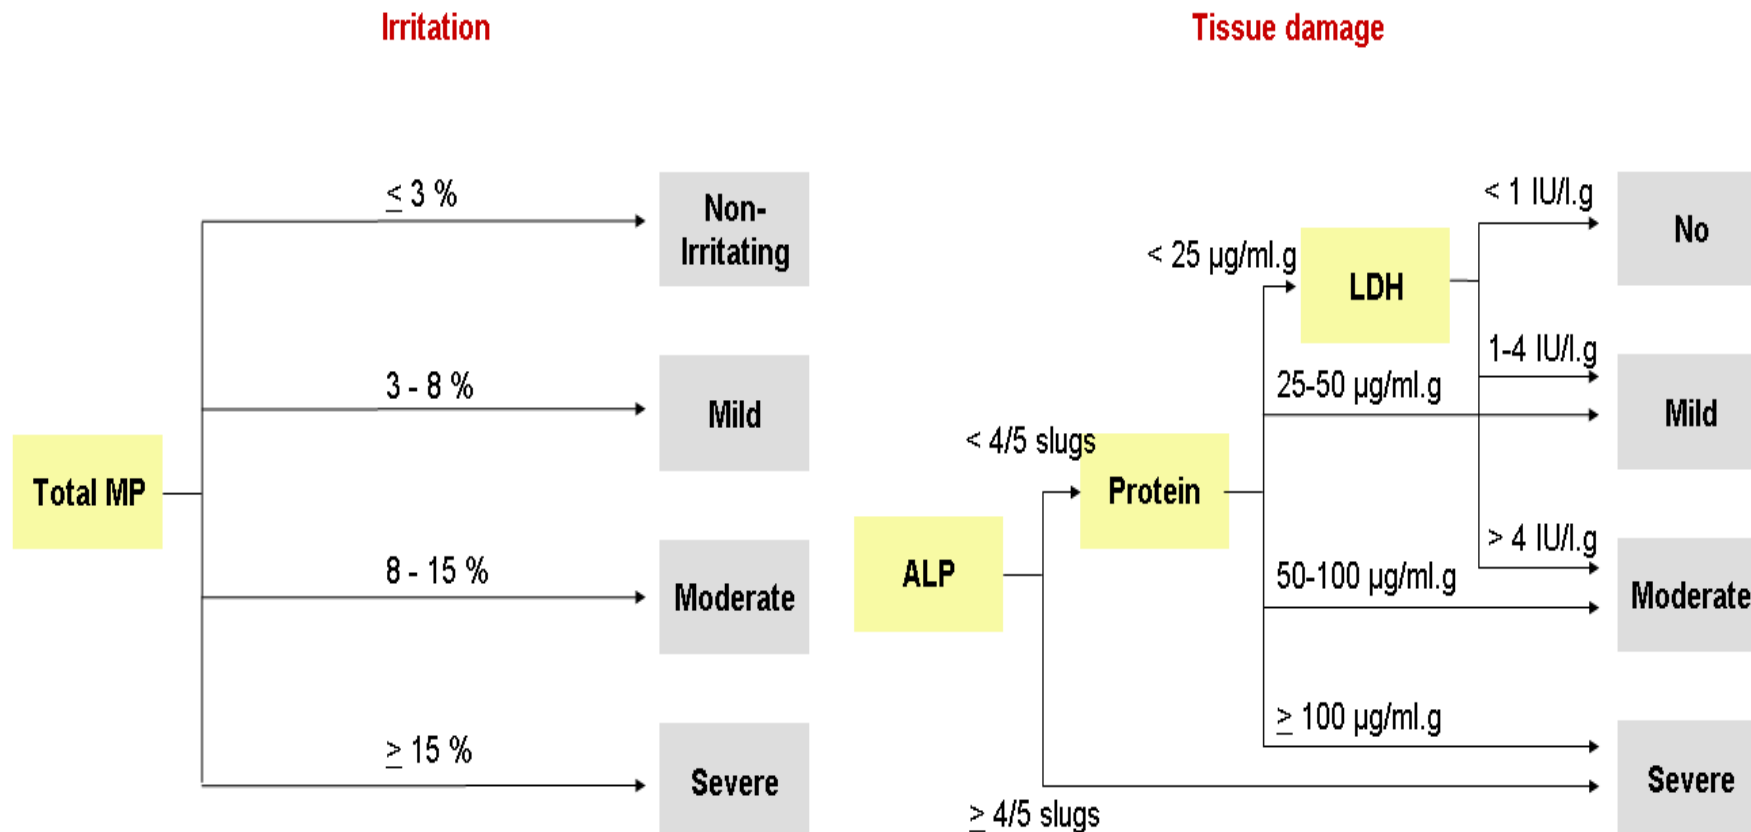 Irritation
Total MP
≤ 3 %
Non-
Irritating
3 - 8 %
Mild
8 - 15 %
Moderate
≥ 15 %
Severe
Tissue damage
ALP
< 4/5 slugs
≥ 4/5 slugs
Protein
< 25 µg/ml.g
25-50 µg/ml.g
50-100 µg/ml.g
≥ 100 µg/ml.g
LDH
< 1 IU/l.g
1-4 IU/l.g
> 4 IU/l.g
No
Mild
Moderate
Severe